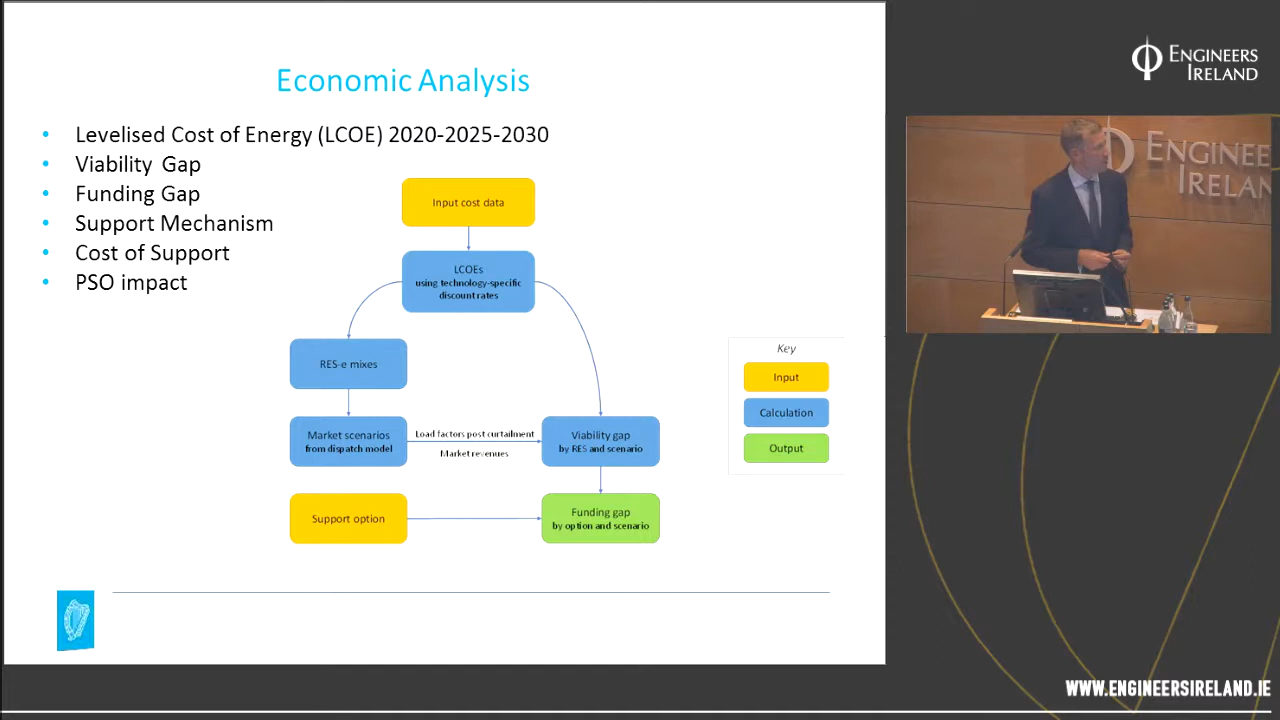 Economic Analysis
• Levelised Cost of Energy (LCOE) 2020-2025-2030
• Viability Gap
• Funding Gap
• Support Mechanism
• Cost of Support
• PSO impact
Input cost data
LCOEs
using technology-specific
discount rates
RES-e mixes
Market scenarios
from dispatch model
Load factors post curtailment
Market revenues
Viability gap
by RES and scenario
Support option
Funding gap
by option and scenario
Key
Input
Calculation
Output
ENGINEERS
IRELAND
ENGINEE
IRELAN
WWW.ENGINEERSIRELAND.IE